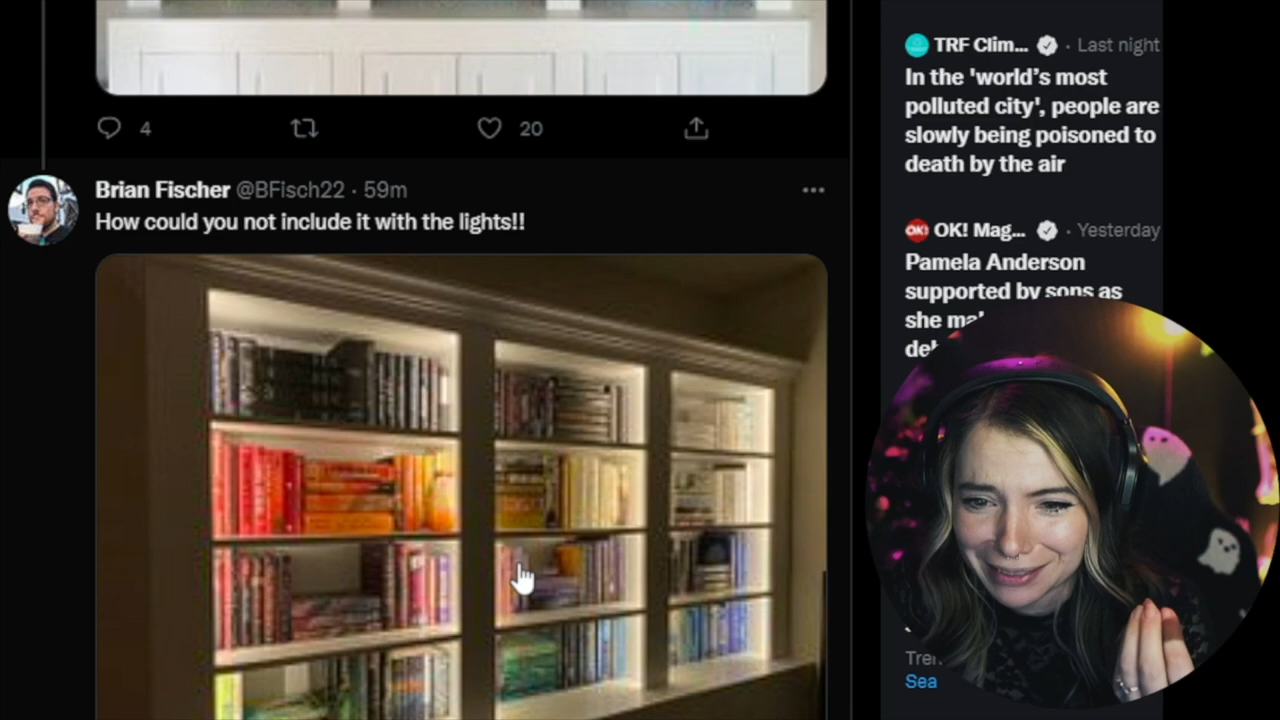 4
20
Brian Fischer @BFisch22 · 59m
How could you not include it with the lights!!
TRF Clim... · Last night
In the 'world's most
polluted city', people are
slowly being poisoned to
death by the air
OK! Mag... · Yesterday
OK!
Pamela Anderson
supported by sons as
she
Sea